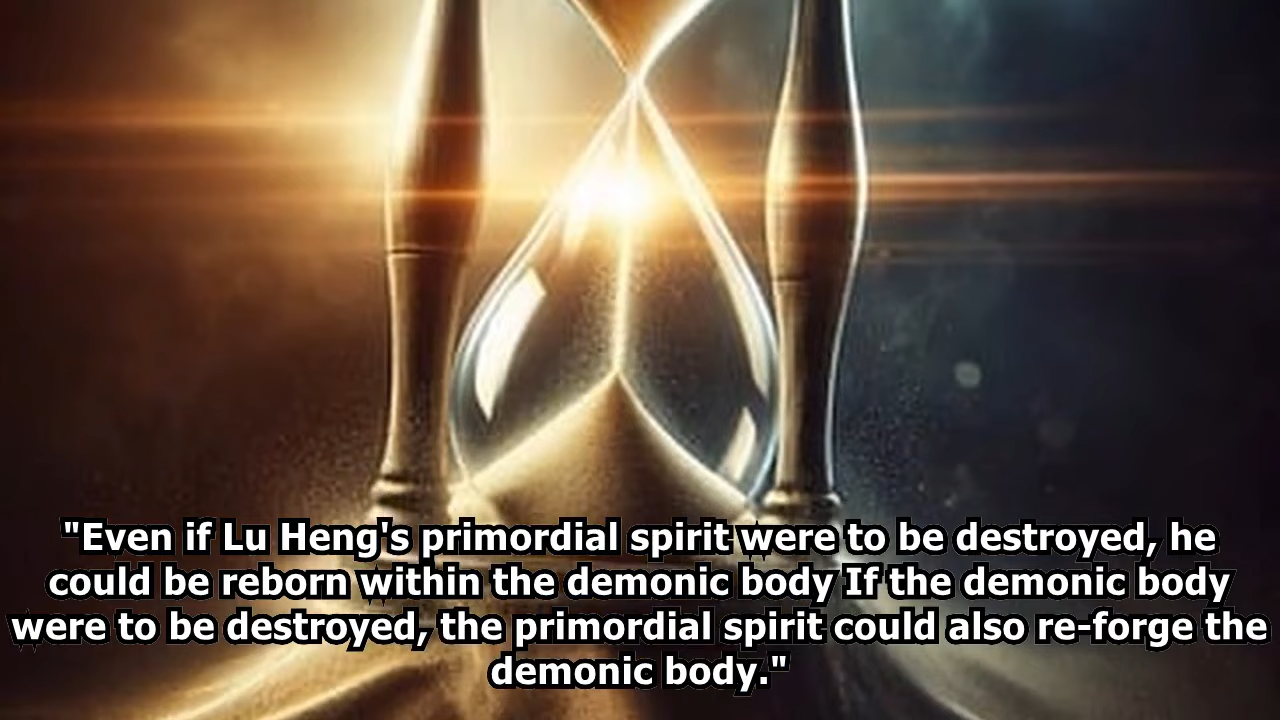 "Even if Lu Heng's primordial spirit were to be destroyed, he
could be reborn within the demonic body If the demonic body
were to be destroyed, the primordial spirit could also re-forge the
demonic body."